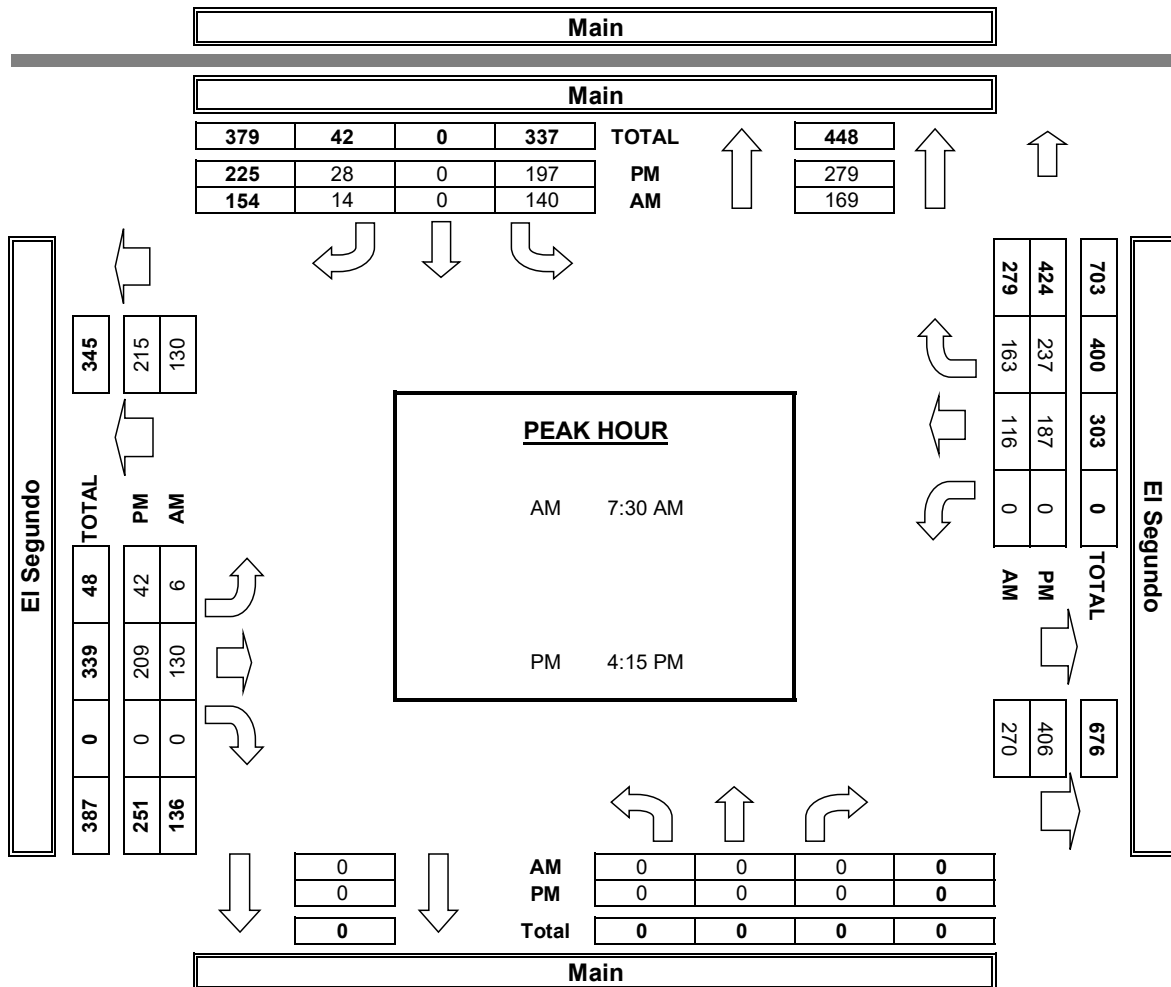 Main
Main
379 42 0 337 TOTAL 448
225 28 0 197 PM 279
154 14 0 140 AM 169
El Segundo
345
215
130
TOTAL
PM
AM
48 339 0 387
42 209 0 251
6 130 0 136
PEAK HOUR
AM 7:30 AM
PM 4:15 PM
703 400 303 0 TOTAL
424 237 187 0 PM
279 163 116 0 AM
676
406
270
El Segundo
0 AM 0 0 0 0
0 PM 0 0 0 0
0 Total 0 0 0 0
Main